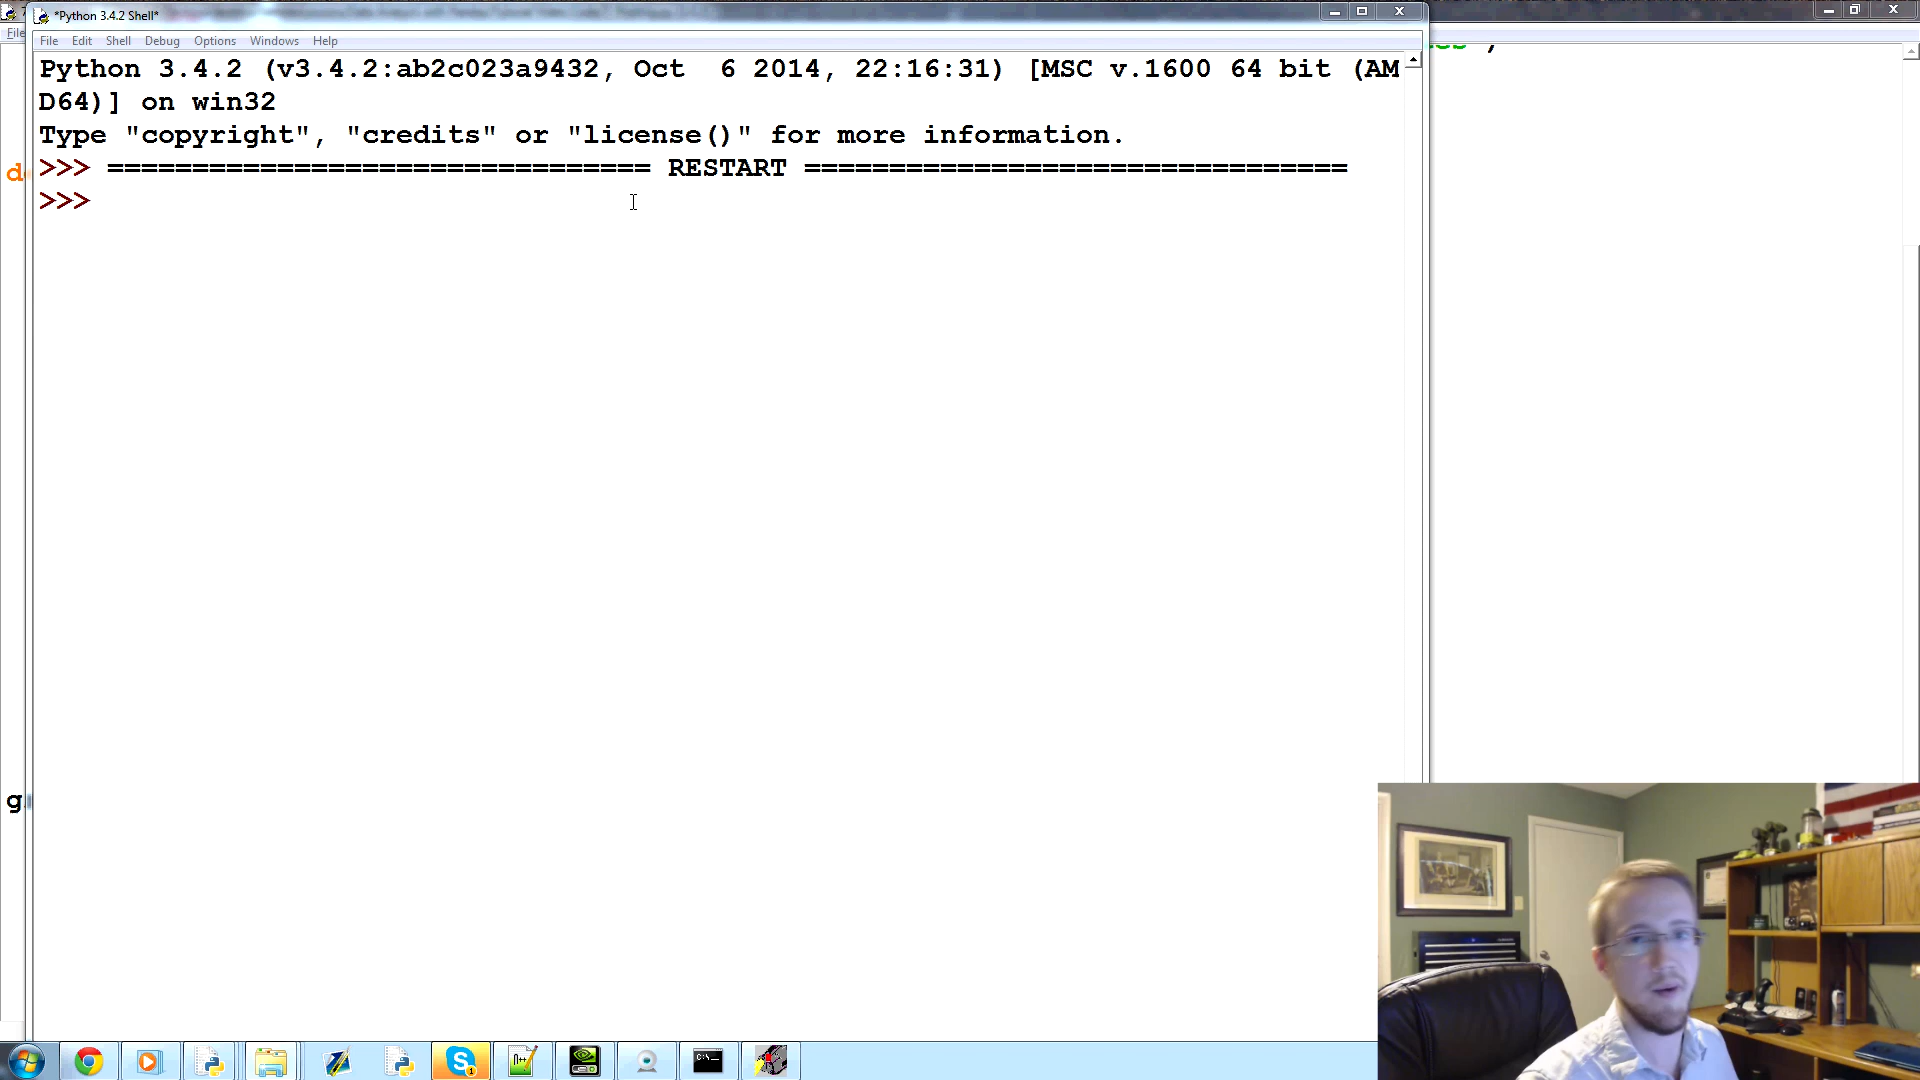 *Python 3.4.2 Shell*
File Edit Shell Debug Options Windows Help
Python 3.4.2 (v3.4.2:ab2c023a9432, Oct  6 2014, 22:16:31) [MSC v.1600 64 bit (AM
D64)] on win32
Type "copyright", "credits" or "license()" for more information.
>>> ================================ RESTART ================================
>>>